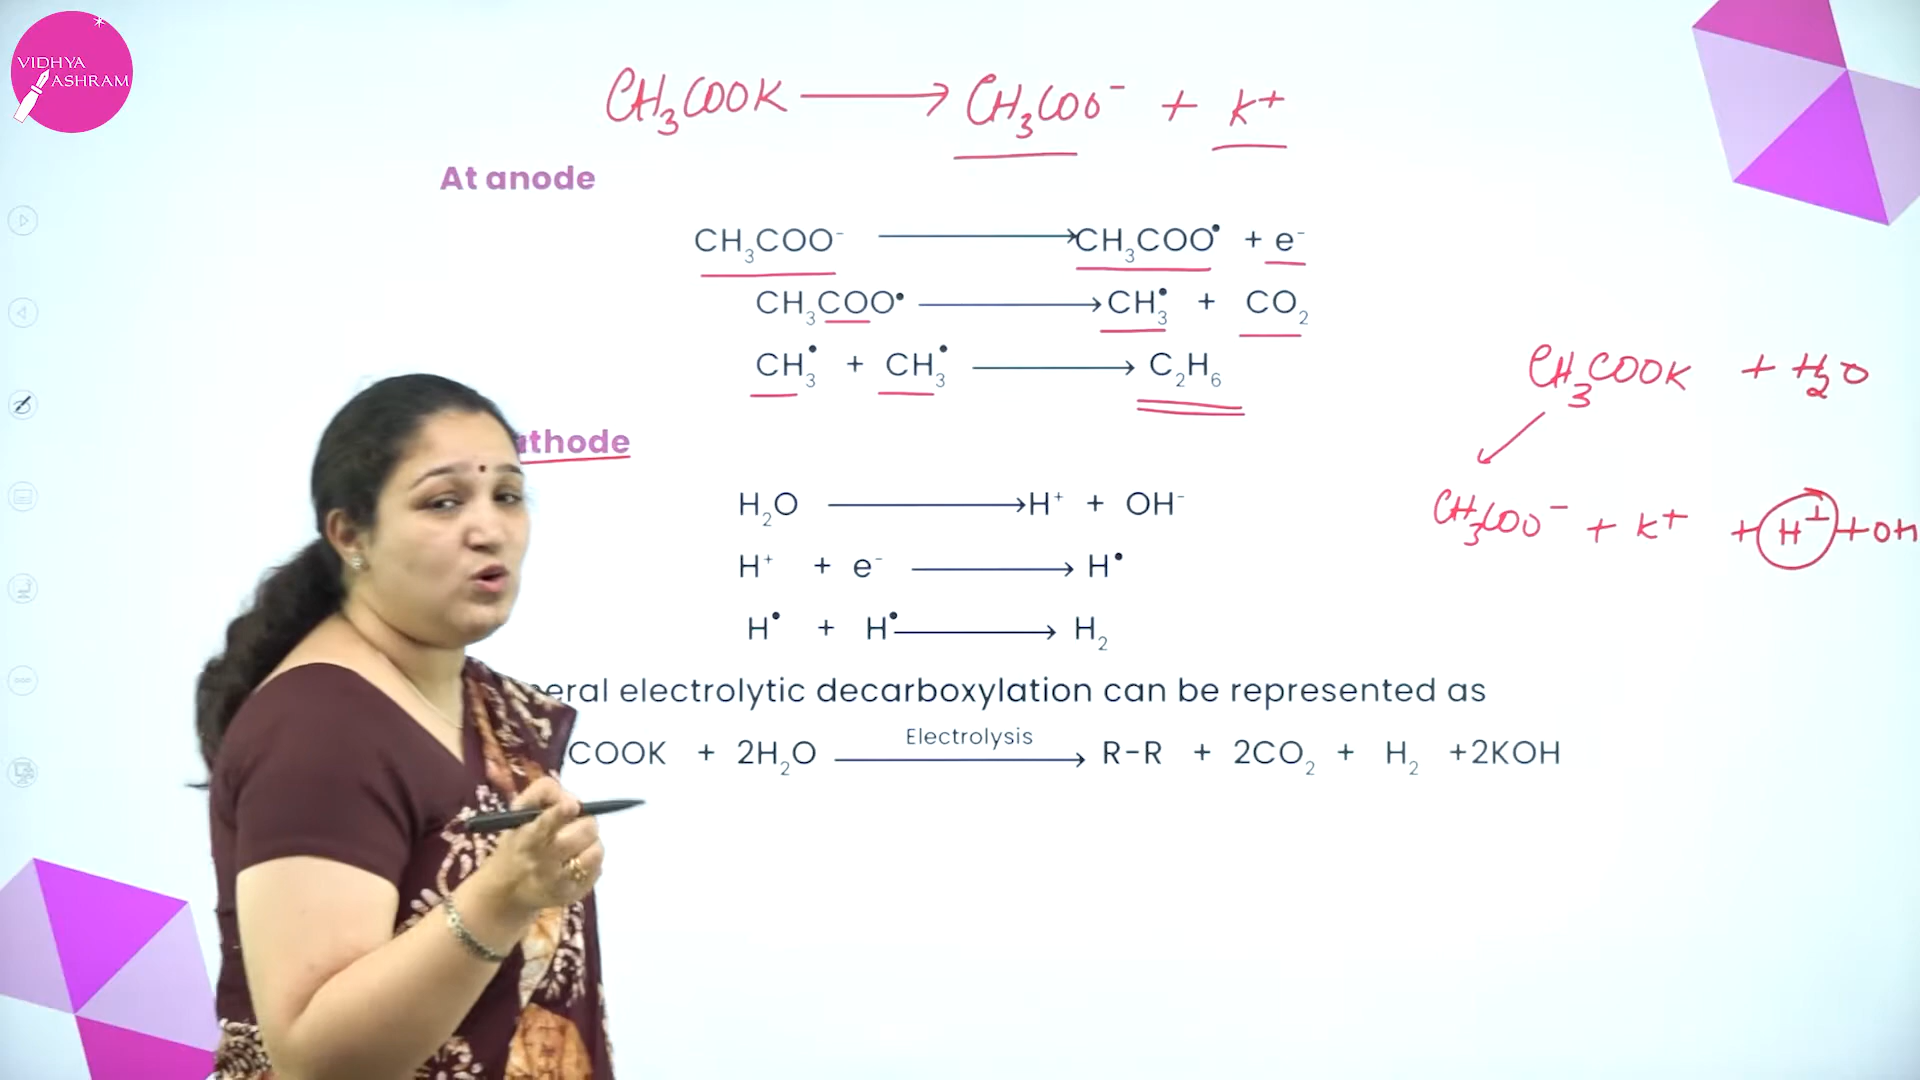 VIDHYA
ASHRAM
CH₃COOK → CH₃COO⁻ + K⁺
At anode
CH₃COO⁻ → CH₃COO• + e⁻
CH₃COO• → CH₃• + CO₂
CH₃• + CH₃• → C₂H₆
CH₃COOK + H₂O
thode
CH₃COO⁻ + K⁺ + H⁺ + OH
H₂O → H⁺ + OH⁻
H⁺ + e⁻ → H•
H• + H• → H₂
eral electrolytic decarboxylation can be represented as
COOK + 2H₂O Electrolysis → R-R + 2CO₂ + H₂ +2KOH